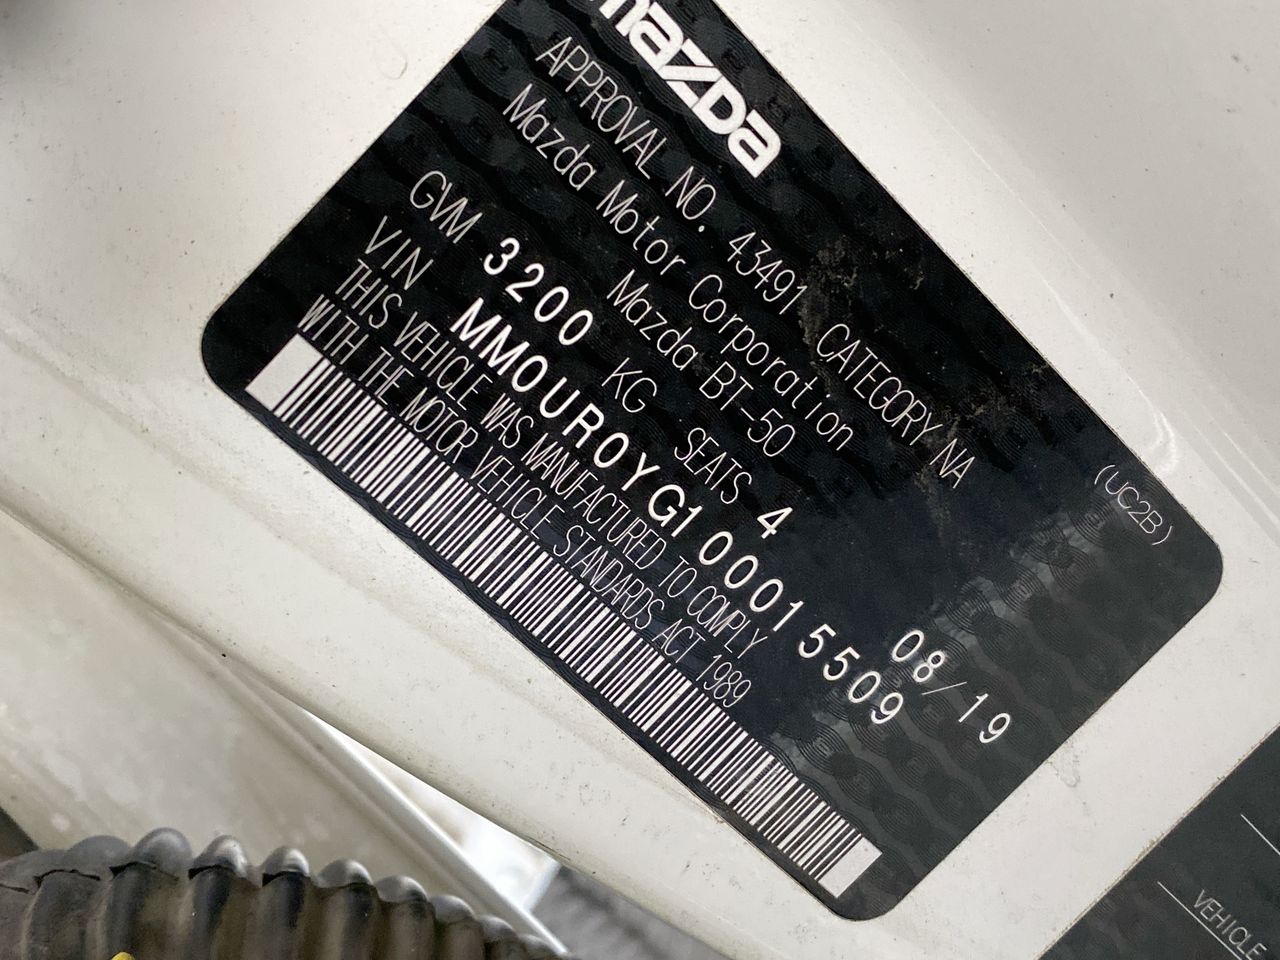 mazda
APPROVAL NO. 43491 CATEGORY NA
Mazda Motor Corporation
Mazda BT-50
(UC2B)
GVM 3200 KG SEATS 4
08/19
VIN MM0UR0YG100015509
THIS VEHICLE WAS MANUFACTURED TO COMPLY
WITH THE MOTOR VEHICLE STANDARDS ACT 1989
VEHICLE